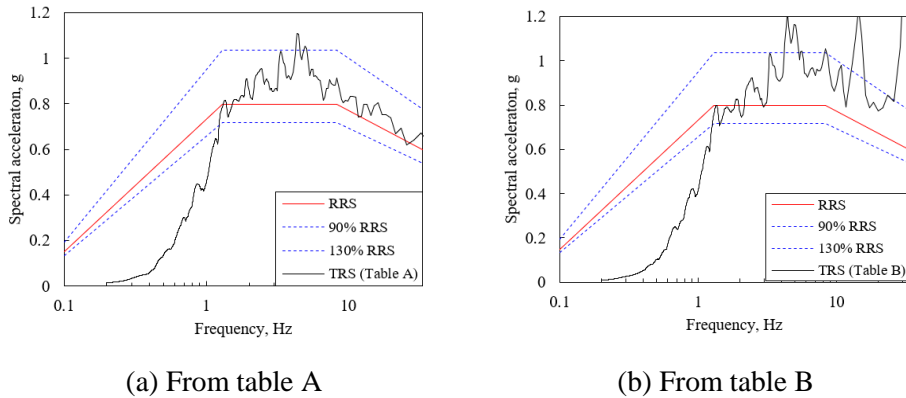 1.2
1
0.8
0.6
0.4
0.2
0
Spectral acceleraton, g
RRS
90% RRS
130% RRS
TRS (Table A)
0.1
1
10
Frequency, Hz
(a) From table A
1.2
1
0.8
0.6
0.4
0.2
0
Spectral acceleraton, g
RRS
90% RRS
130% RRS
TRS (Table B)
0.1
1
10
Frequency, Hz
(b) From table B